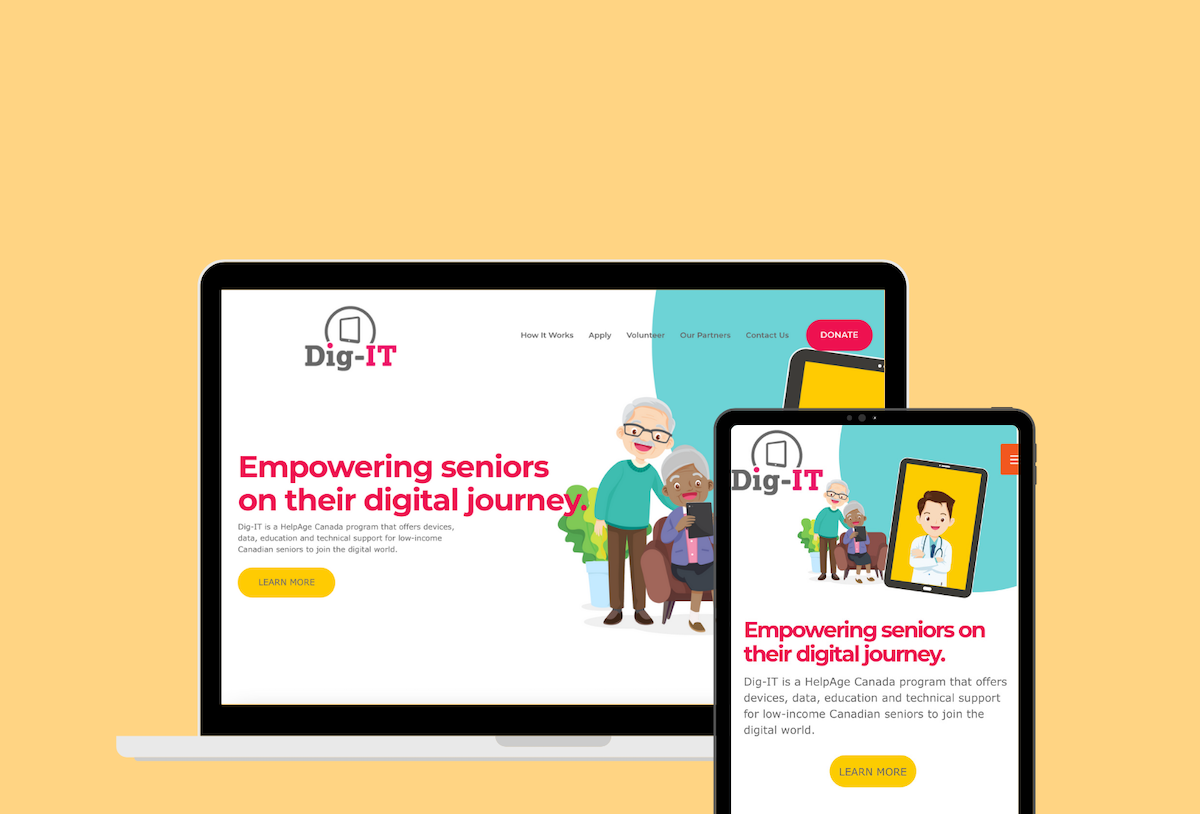 Dig-IT
How It Works Apply Volunteer Our Partners Contact Us DONATE
Empowering seniors
on their digital journey.
Dig-IT is a HelpAge Canada program that offers devices,
data, education and technical support for low-income
Canadian seniors to join the digital world.
LEARN MORE
Dig-IT
Empowering seniors on
their digital journey.
Dig-IT is a HelpAge Canada program that offers
devices, data, education and technical support
for low-income Canadian seniors to join the
digital world.
LEARN MORE